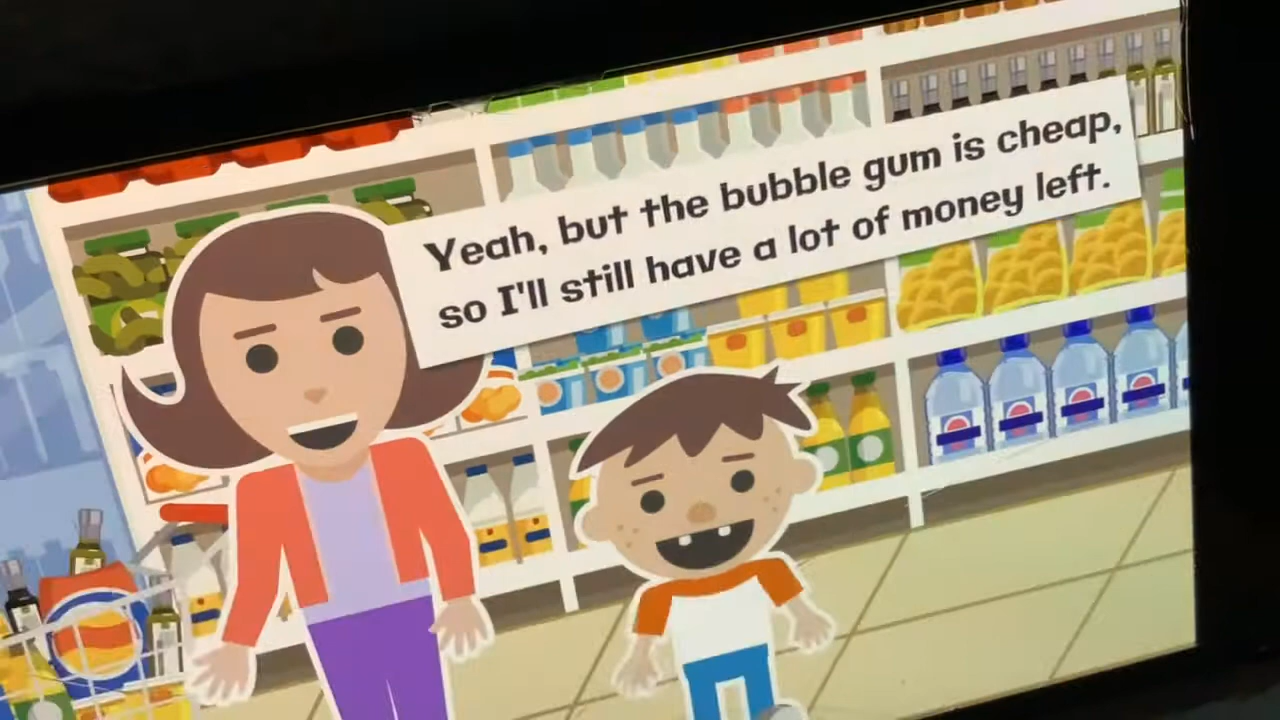 Yeah, but the bubble gum is cheap,
so I'll still have a lot of money left.